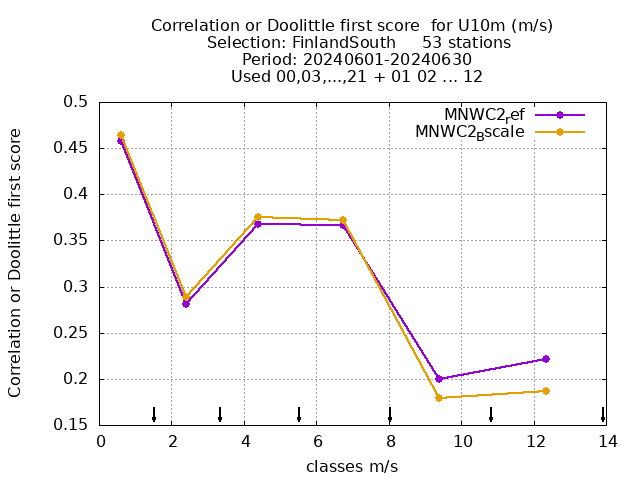 Correlation or Doolittle first score  for U10m (m/s)
Selection: FinlandSouth     53 stations
Period: 20240601-20240630
Used 00,03,...,21 + 01 02 ... 12
MNWC2ref
MNWC2Bscale
0.5
0.45
0.4
0.35
0.3
0.25
0.2
0.15
Correlation or Doolittle first score
0 2 4 6 8 10 12 14
classes m/s